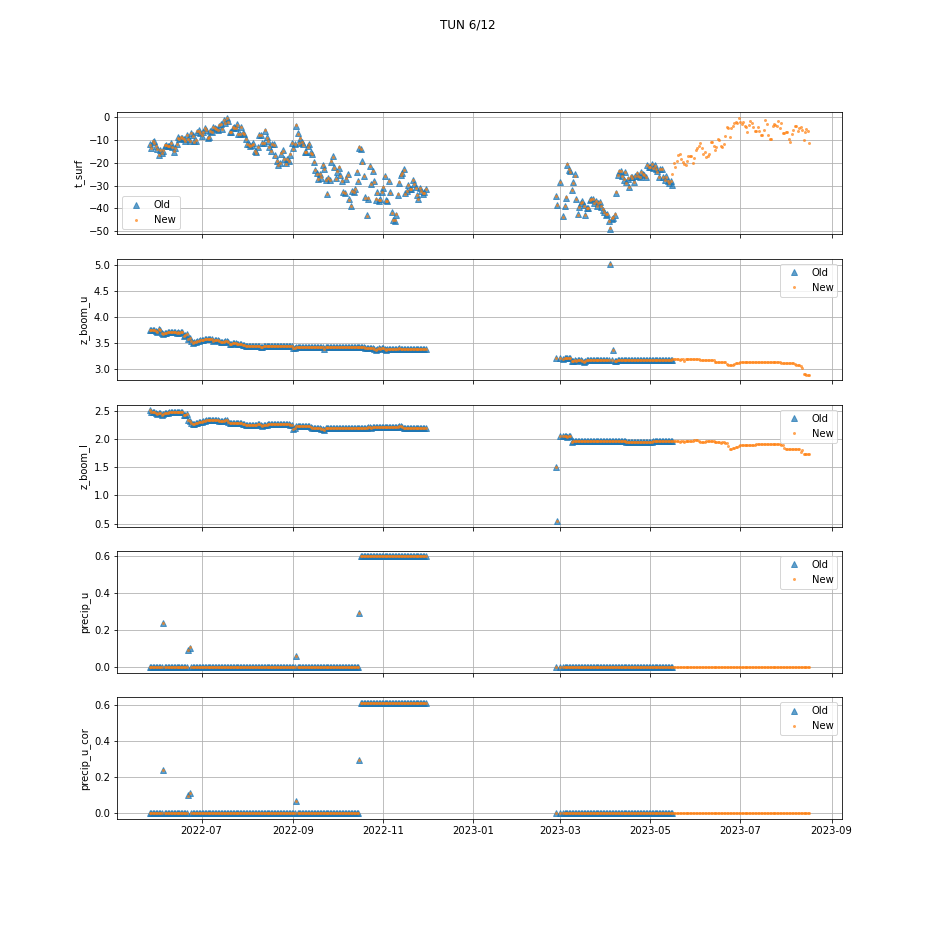 TUN 6/12
0
−10
−20
−30
−40
−50
t_surf
Old
New
5.0
4.5
4.0
3.5
3.0
z_boom_u
Old
New
2.5
2.0
1.5
1.0
0.5
z_boom_l
Old
New
0.6
0.4
0.2
0.0
precip_u
Old
New
0.6
0.4
0.2
0.0
precip_u_cor
Old
New
2022-07 2022-09 2022-11 2023-01 2023-03 2023-05 2023-07 2023-09